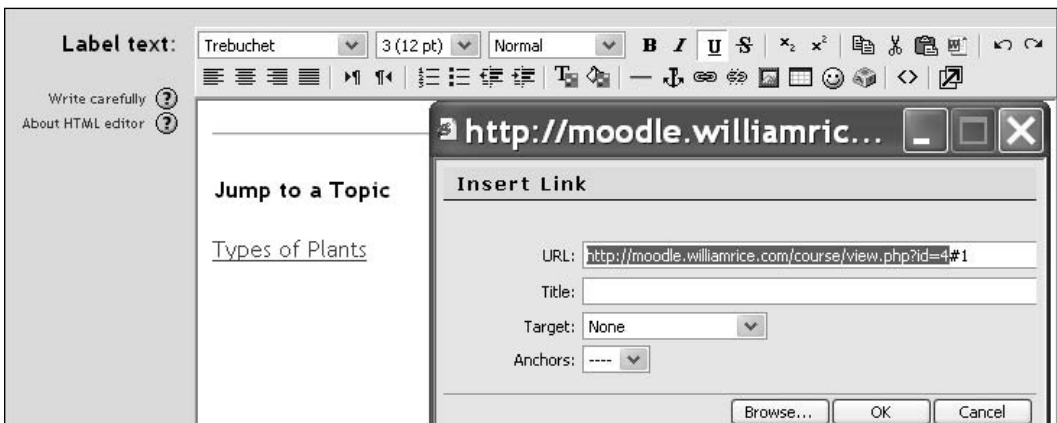 Label text:
Trebuchet 3 (12 pt) Normal B I U S x₂ x²
Write carefully ?
About HTML editor ?
Jump to a Topic
Types of Plants
http://moodle.williamric...
Insert Link
URL: http://moodle.williamrice.com/course/view.php?id=4#1
Title:
Target: None
Anchors: ----
Browse... OK Cancel